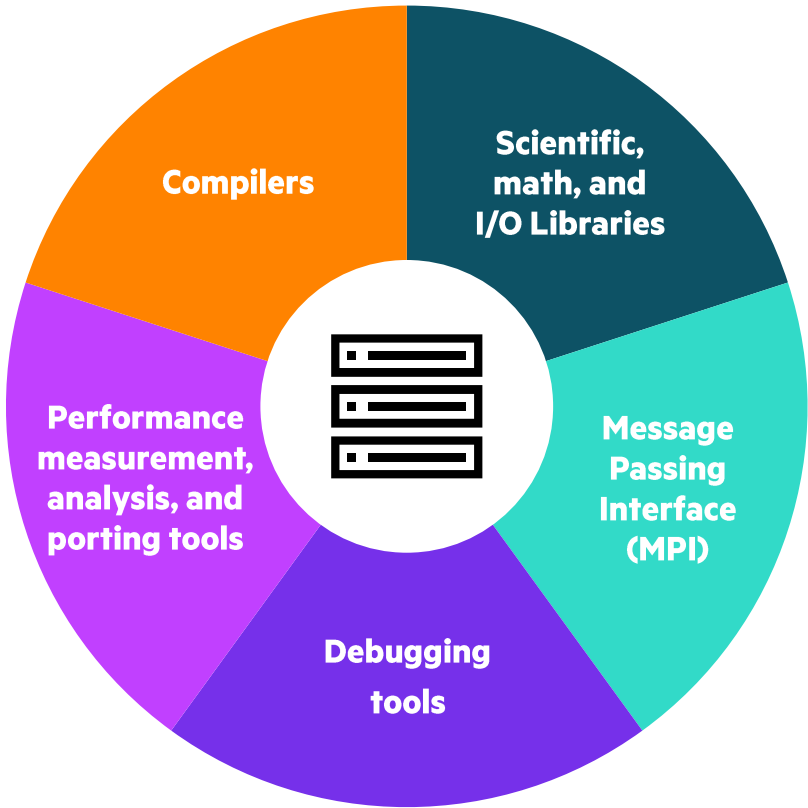 Compilers
Scientific,
math, and
I/O Libraries
Performance
measurement,
analysis, and
porting tools
Message
Passing
Interface
(MPI)
Debugging
tools